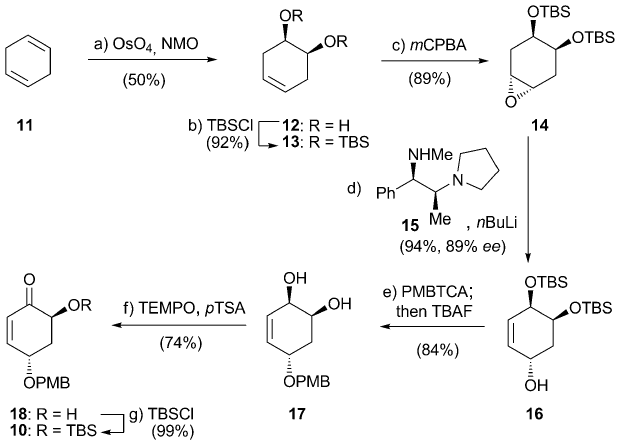 OR
OR
a) OsO4, NMO
(50%)
11
b) TBSCl
(92%)
12: R = H
13: R = TBS
c) mCPBA
(89%)
OTBS
OTBS
O
14
d)
NHMe
N
Ph
Me
15 , nBuLi
(94%, 89% ee)
OTBS
OTBS
OH
16
e) PMBTCA;
then TBAF
(84%)
OH
OH
OPMB
17
f) TEMPO, pTSA
(74%)
O
OR
OPMB
18: R = H
10: R = TBS
g) TBSCl
(99%)